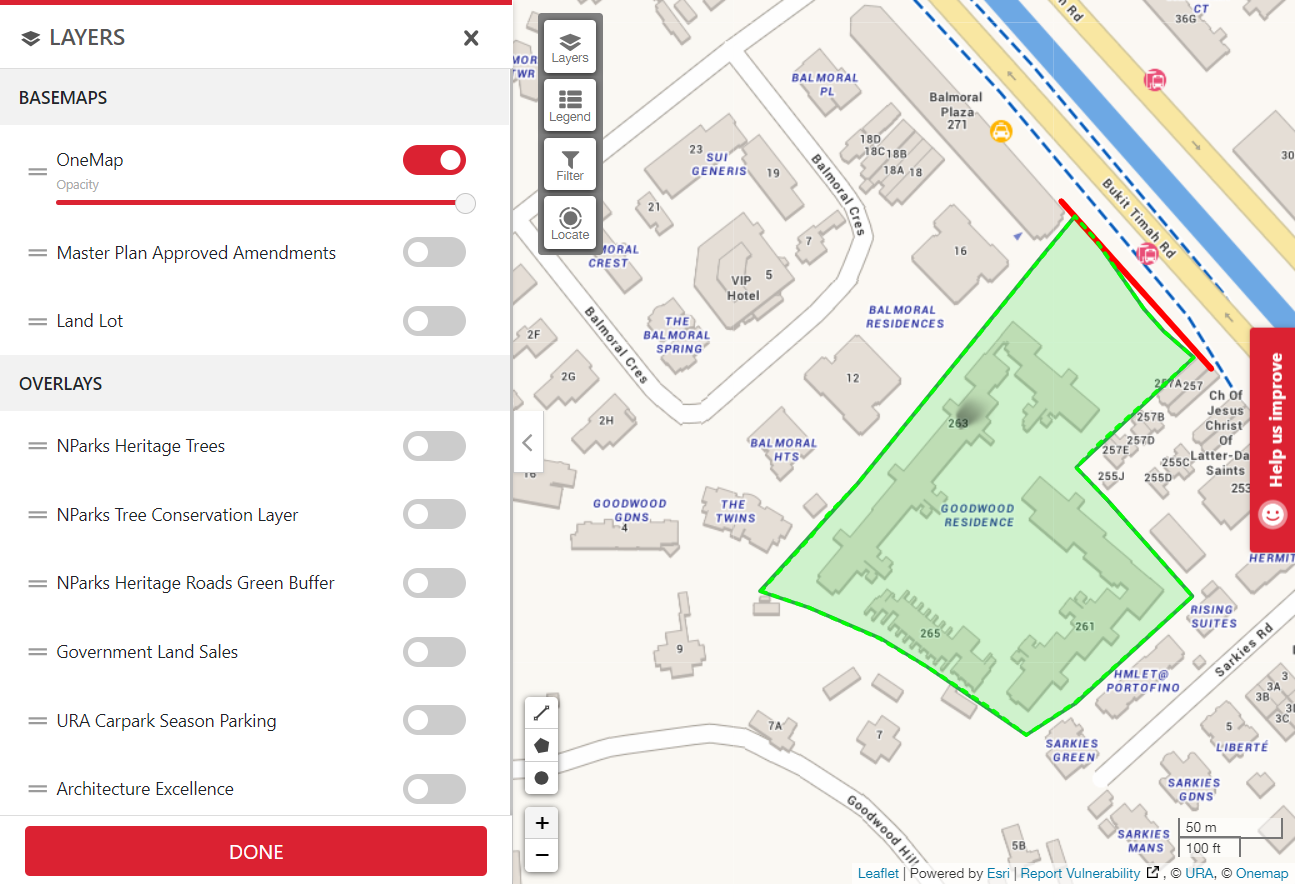 LAYERS
BASEMAPS
OneMap
Opacity
Master Plan Approved Amendments
Land Lot
OVERLAYS
NParks Heritage Trees
NParks Tree Conservation Layer
NParks Heritage Roads Green Buffer
Government Land Sales
URA Carpark Season Parking
Architecture Excellence
DONE
Layers
Legend
Filter
Locate
CT
36G
BALMORAL
PL
Balmoral
Plaza
271
18D
18C
18B
18A
18
23
SUI
GENERIS
19
21
7
Balmoral Cres
CREST
VIP
Hotel
5
16
BALMORAL
RESIDENCES
THE
BALMORAL
SPRING
Balmoral Cres
2F
2G
2H
12
BALMORAL
HTS
Bukit Timah Rd
30
257A
257
257B
257D
257E
255C
255D
255J
Ch Of
Jesus
Christ
Of
Latter-Da
Saints
253
263
GOODWOOD
RESIDENCE
GOODWOOD
GDNS
4
THE
TWINS
HERMIT
RISING
SUITES
Sarkies Rd
265
261
9
HMLET@
PORTOFINO
3
3A
3B
3C
5
LIBERTÉ
7A
7
SARKIES
GREEN
SARKIES
GDNS
SARKIES
MANS
Goodwood Hill
5B
50 m
100 ft
+
−
Help us improve
Leaflet | Powered by Esri | Report Vulnerability , © URA, © Onemap